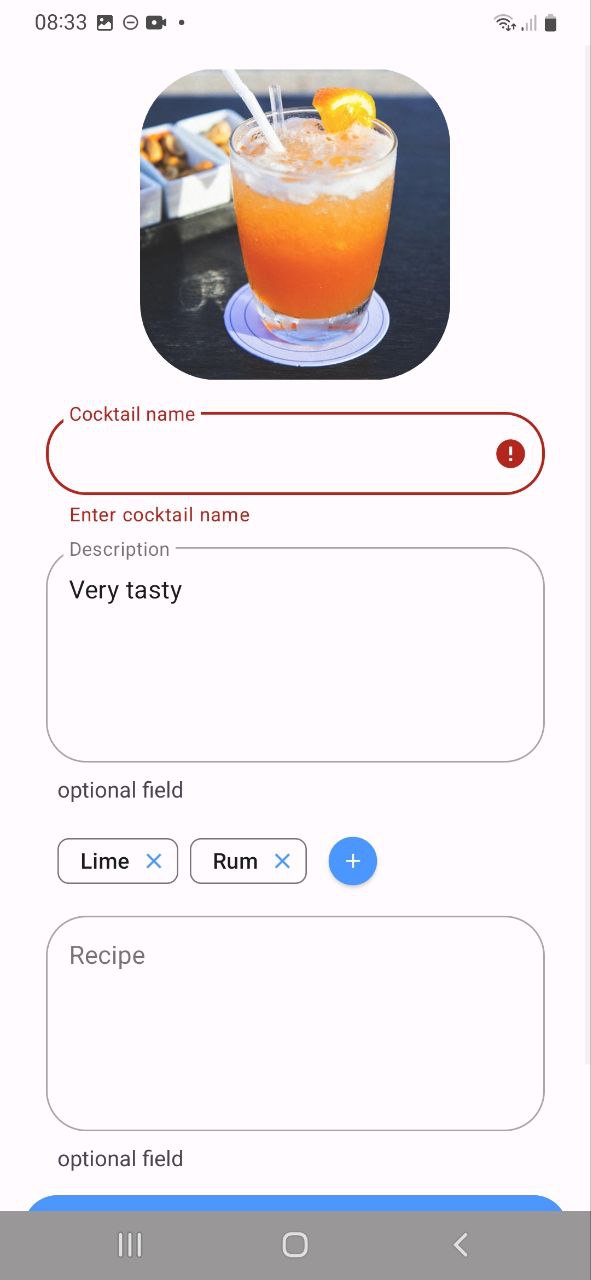 08:33
Cocktail name
Enter cocktail name
Description
Very tasty
optional field
Lime Rum
Recipe
optional field